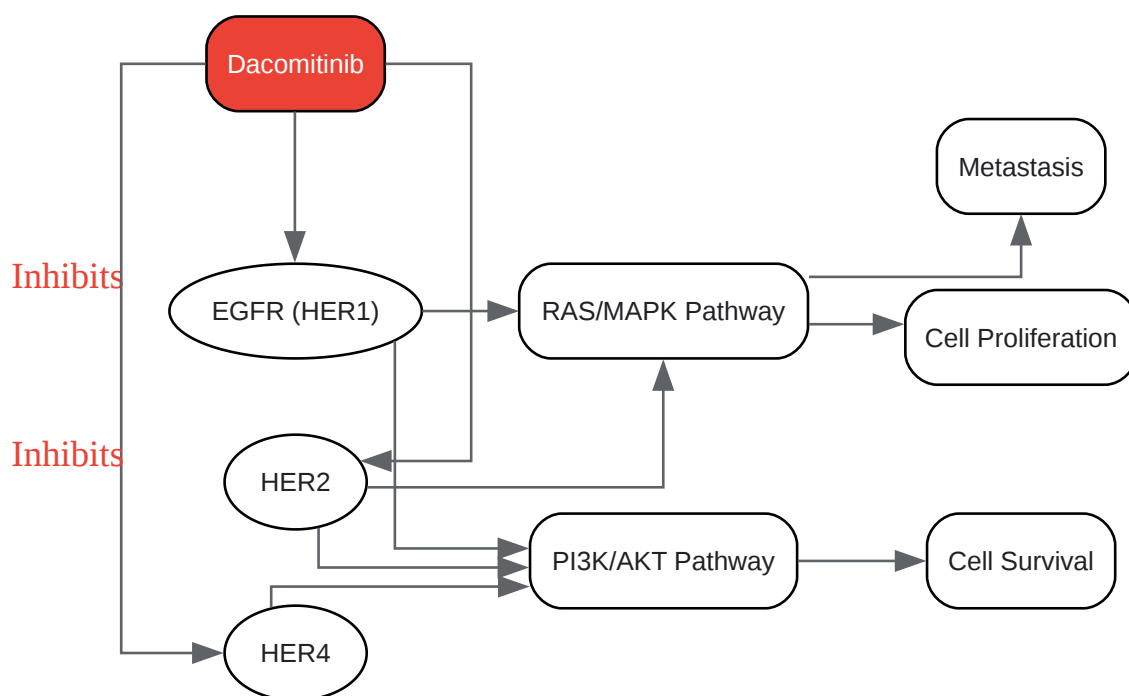 Dacomitinib
Metastasis
Inhibits
EGFR (HER1)
RAS/MAPK Pathway
Cell Proliferation
Inhibits
HER2
PI3K/AKT Pathway
Cell Survival
HER4